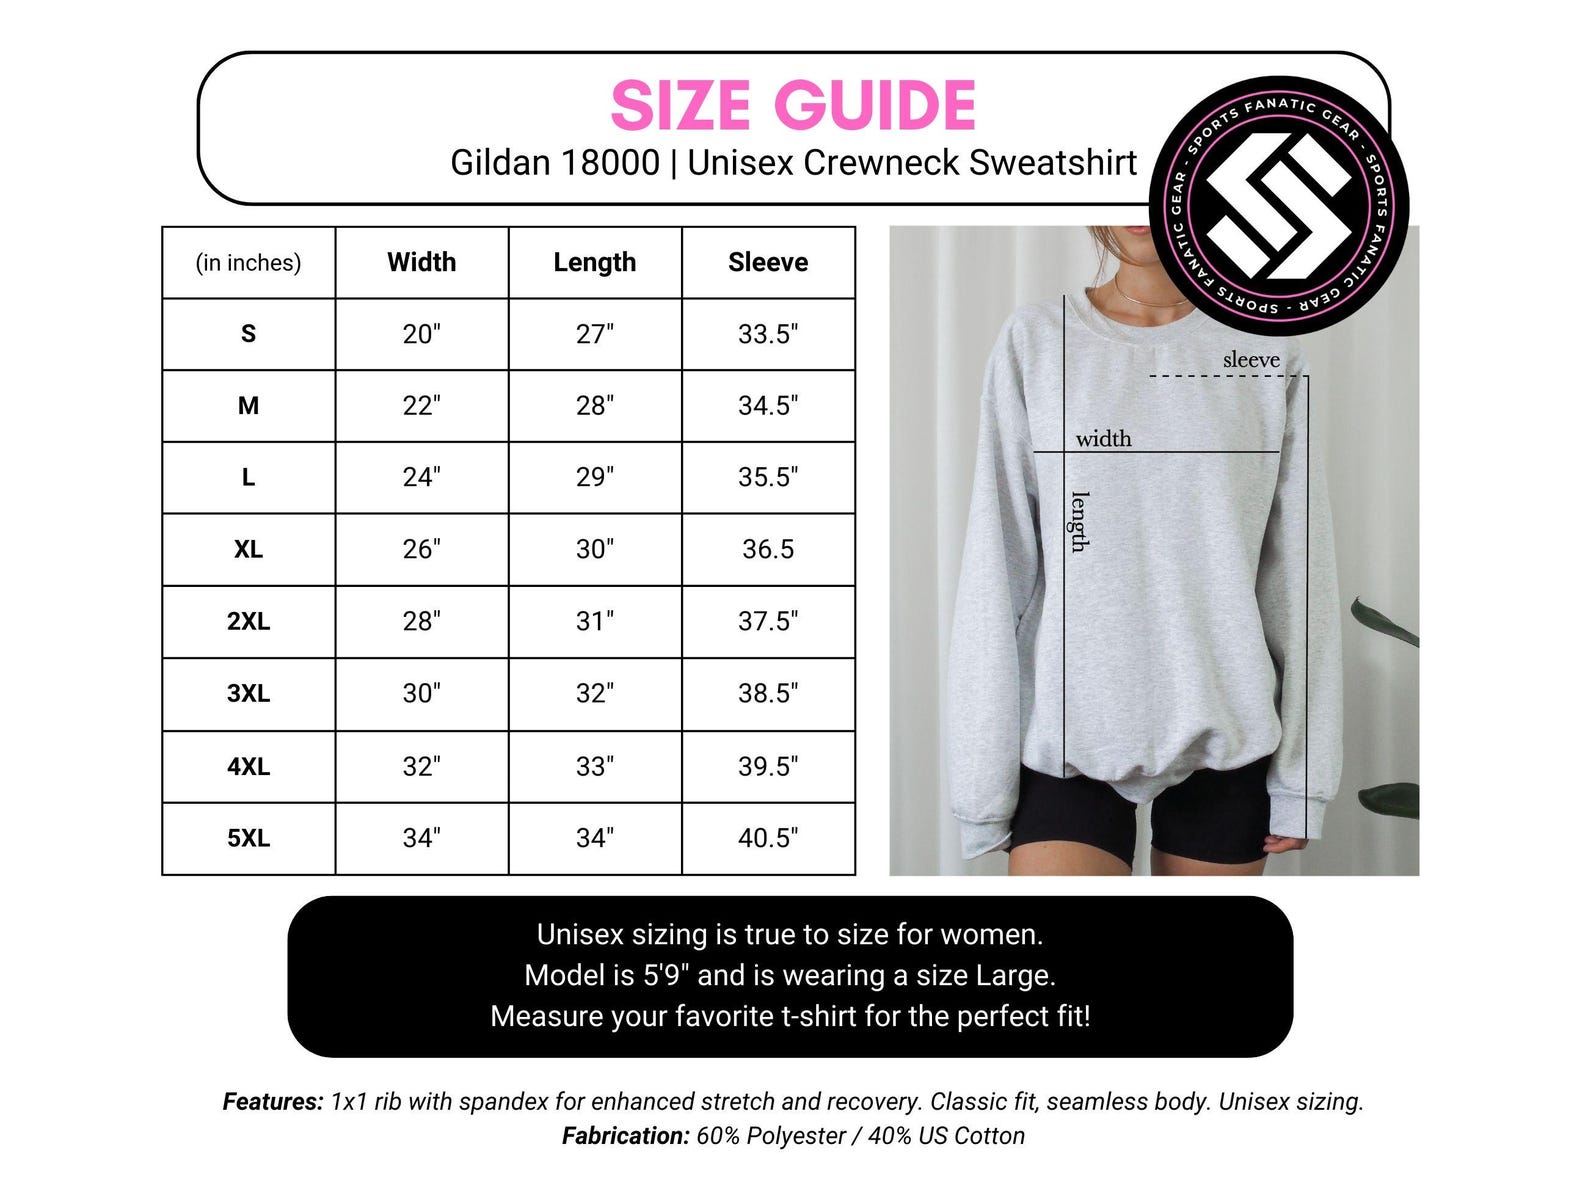 SIZE GUIDE
Gildan 18000 | Unisex Crewneck Sweatshirt
SPORTS FANATIC GEAR - SPORTS FANATIC GEAR - SPORTS FANATIC GEAR -
(in inches) Width Length Sleeve
S 20" 27" 33.5"
M 22" 28" 34.5"
L 24" 29" 35.5"
XL 26" 30" 36.5
2XL 28" 31" 37.5"
3XL 30" 32" 38.5"
4XL 32" 33" 39.5"
5XL 34" 34" 40.5"
sleeve
width
length
Unisex sizing is true to size for women.
Model is 5'9" and is wearing a size Large.
Measure your favorite t-shirt for the perfect fit!
Features: 1x1 rib with spandex for enhanced stretch and recovery. Classic fit, seamless body. Unisex sizing.
Fabrication: 60% Polyester / 40% US Cotton